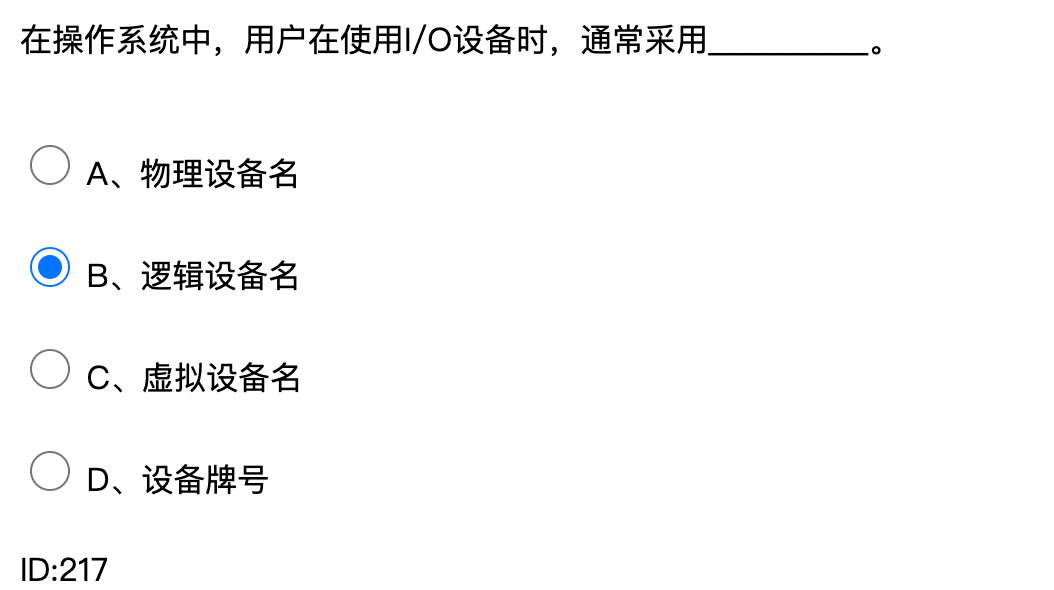 在操作系统中，用户在使用I/O设备时，通常采用__________。
A、物理设备名
B、逻辑设备名
C、虚拟设备名
D、设备牌号
ID:217